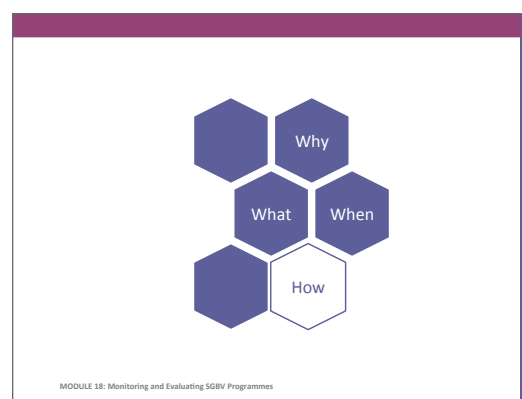 Why
What
When
How
MODULE 18: Monitoring and Evaluating SGBV Programmes